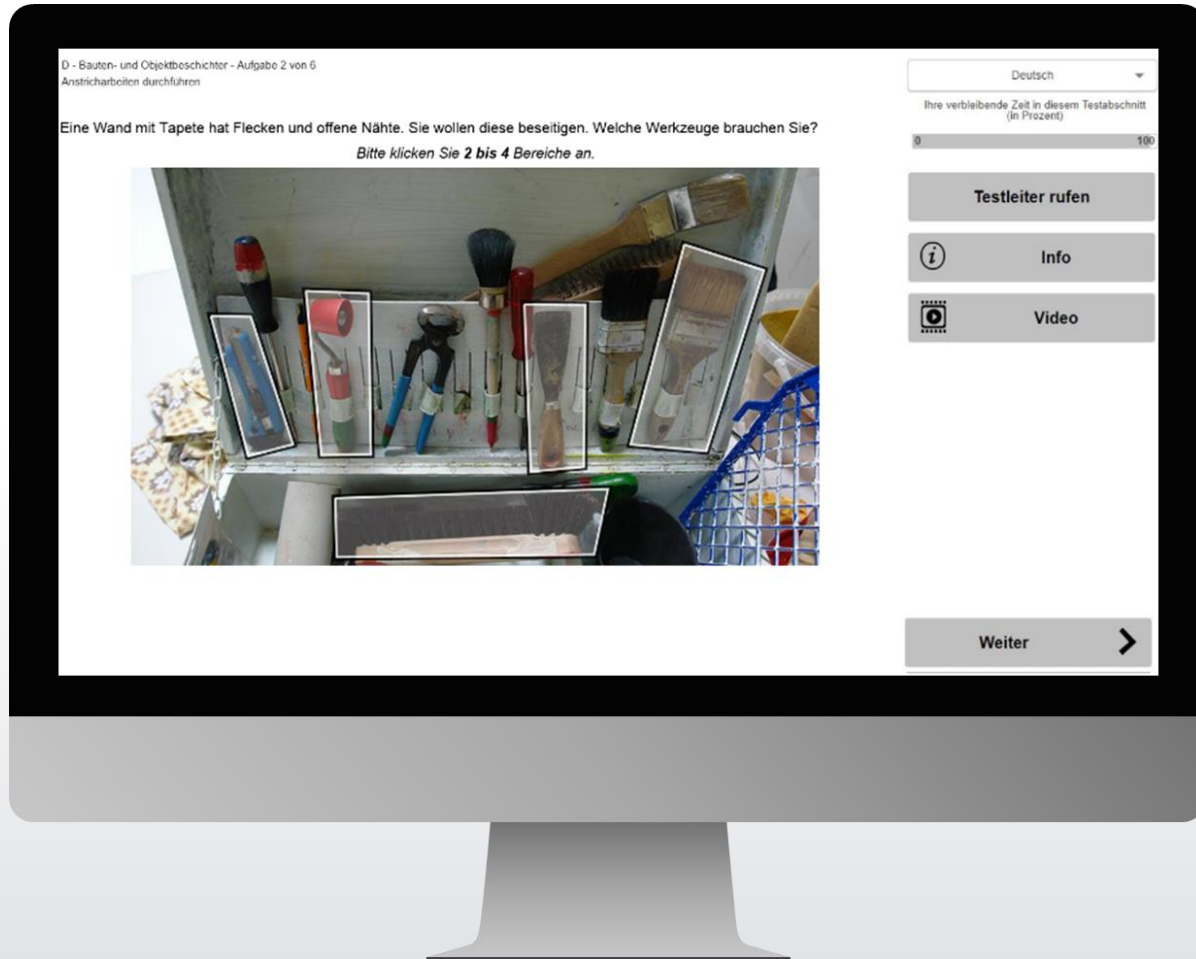 D - Bauten- und Objektbeschichter - Aufgabe 2 von 6
Anstricharbeiten durchführen
Eine Wand mit Tapete hat Flecken und offene Nähte. Sie wollen diese beseitigen. Welche Werkzeuge brauchen Sie?
Bitte klicken Sie 2 bis 4 Bereiche an.
Deutsch
Ihre verbleibende Zeit in diesem Testabschnitt
(in Prozent)
0 100
Testleiter rufen
Info
Video
Weiter